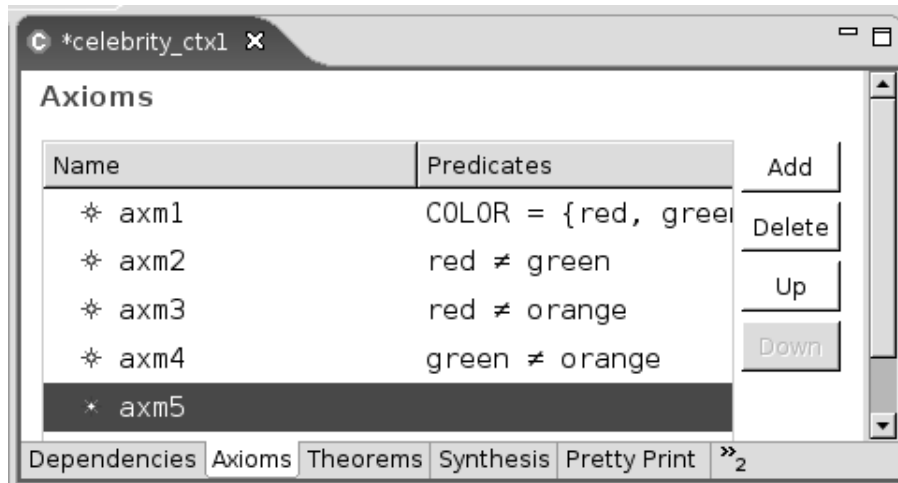 *celebrity_ctx1
Axioms
Name Predicates
Add
axm1 COLOR = {red, green
Delete
axm2 red ≠ green
Up
axm3 red ≠ orange
Down
axm4 green ≠ orange
axm5
Dependencies Axioms Theorems Synthesis Pretty Print »2